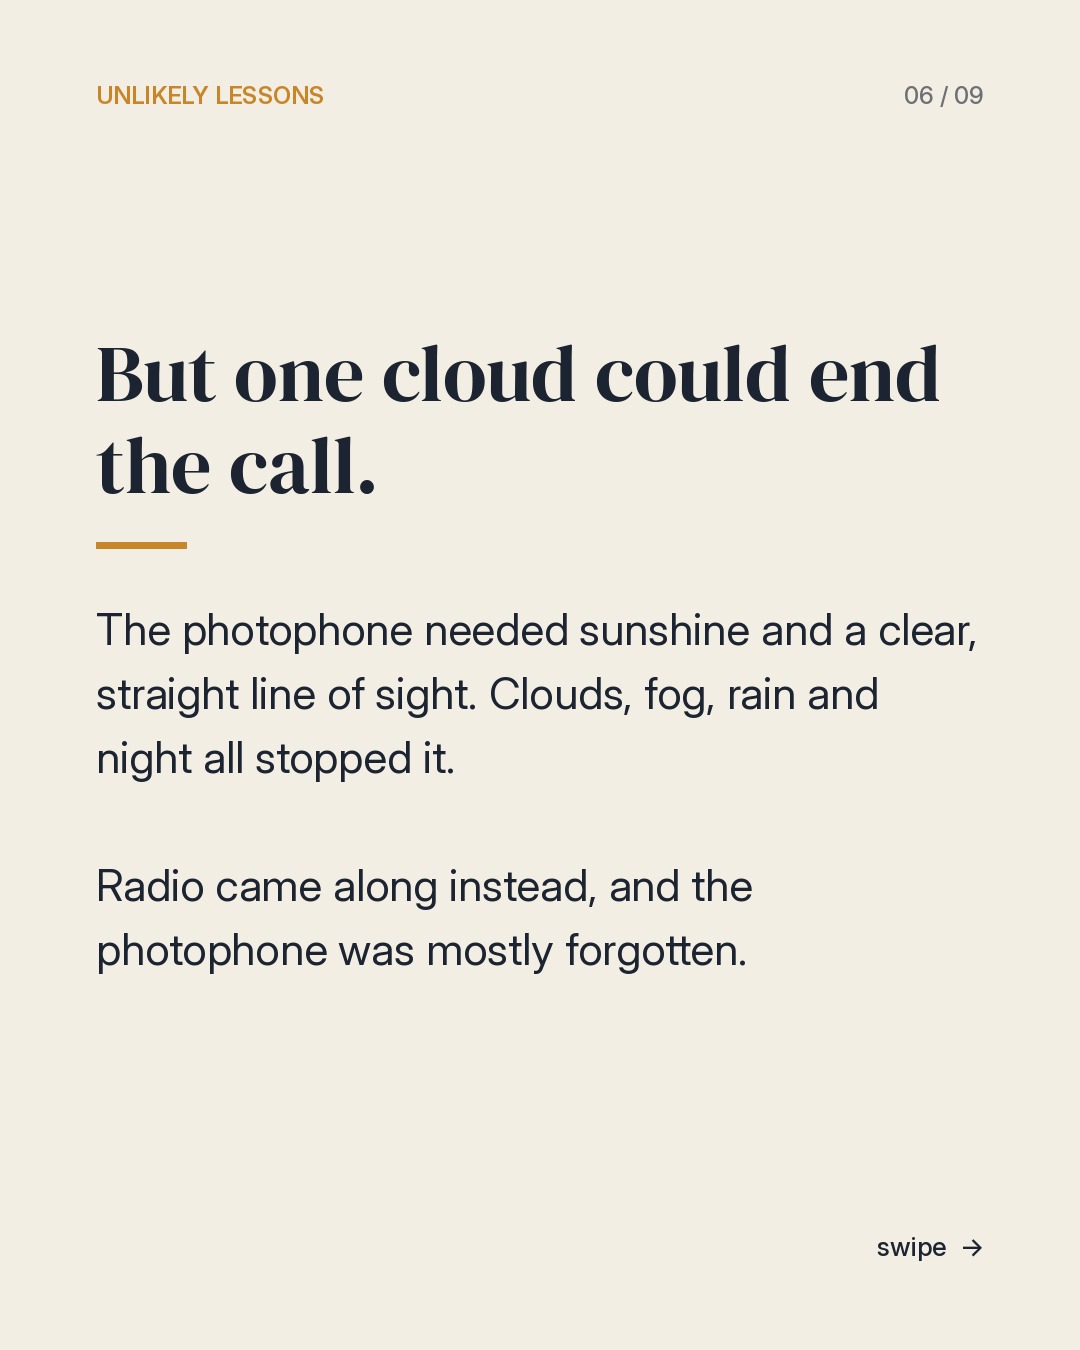 UNLIKELY LESSONS
06 / 09
But one cloud could end
the call.
The photophone needed sunshine and a clear,
straight line of sight. Clouds, fog, rain and
night all stopped it.
Radio came along instead, and the
photophone was mostly forgotten.
swipe →